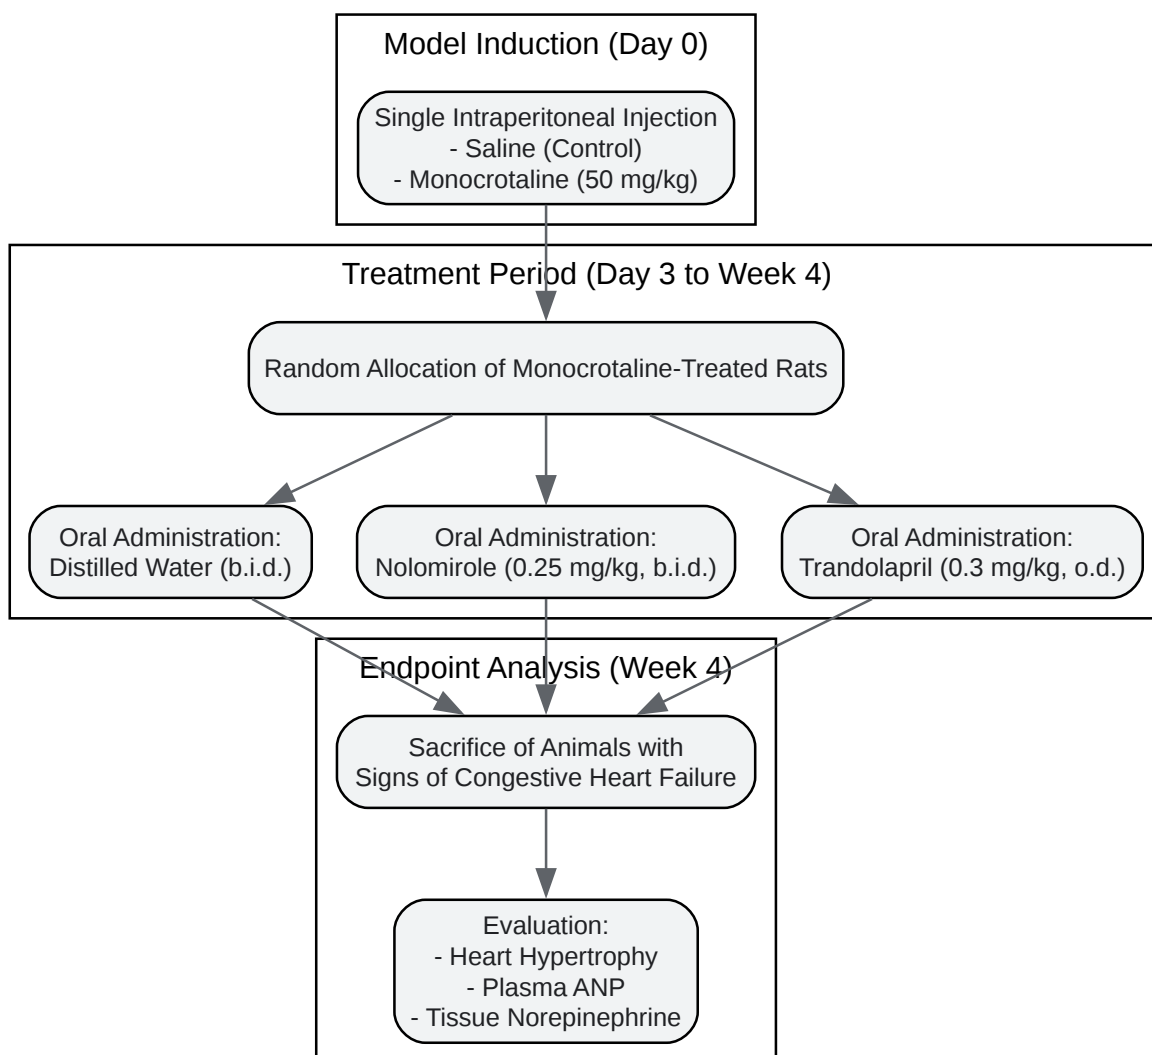 Model Induction (Day 0)
Single Intraperitoneal Injection
- Saline (Control)
- Monocrotaline (50 mg/kg)
Treatment Period (Day 3 to Week 4)
Random Allocation of Monocrotaline-Treated Rats
Oral Administration:
Distilled Water (b.i.d.)
Oral Administration:
Nolomirole (0.25 mg/kg, b.i.d.)
Oral Administration:
Trandolapril (0.3 mg/kg, o.d.)
Endpoint Analysis (Week 4)
Sacrifice of Animals with
Signs of Congestive Heart Failure
Evaluation:
- Heart Hypertrophy
- Plasma ANP
- Tissue Norepinephrine